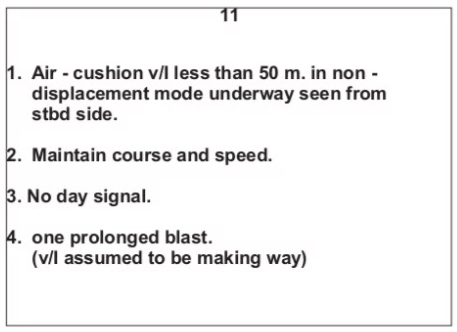 11
1. Air - cushion v/l less than 50 m. in non -
displacement mode underway seen from
stbd side.
2. Maintain course and speed.
3. No day signal.
4. one prolonged blast.
(v/l assumed to be making way)